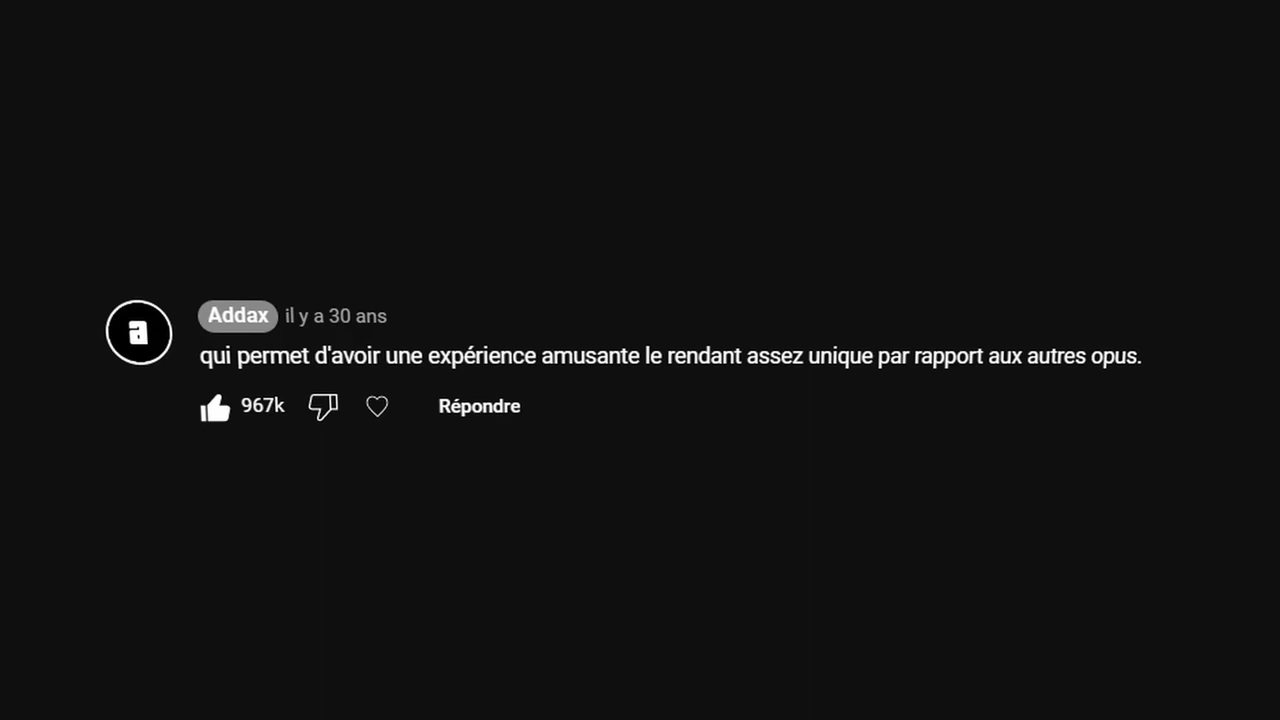 a
Addax il y a 30 ans
qui permet d'avoir une expérience amusante le rendant assez unique par rapport aux autres opus.
967k Répondre